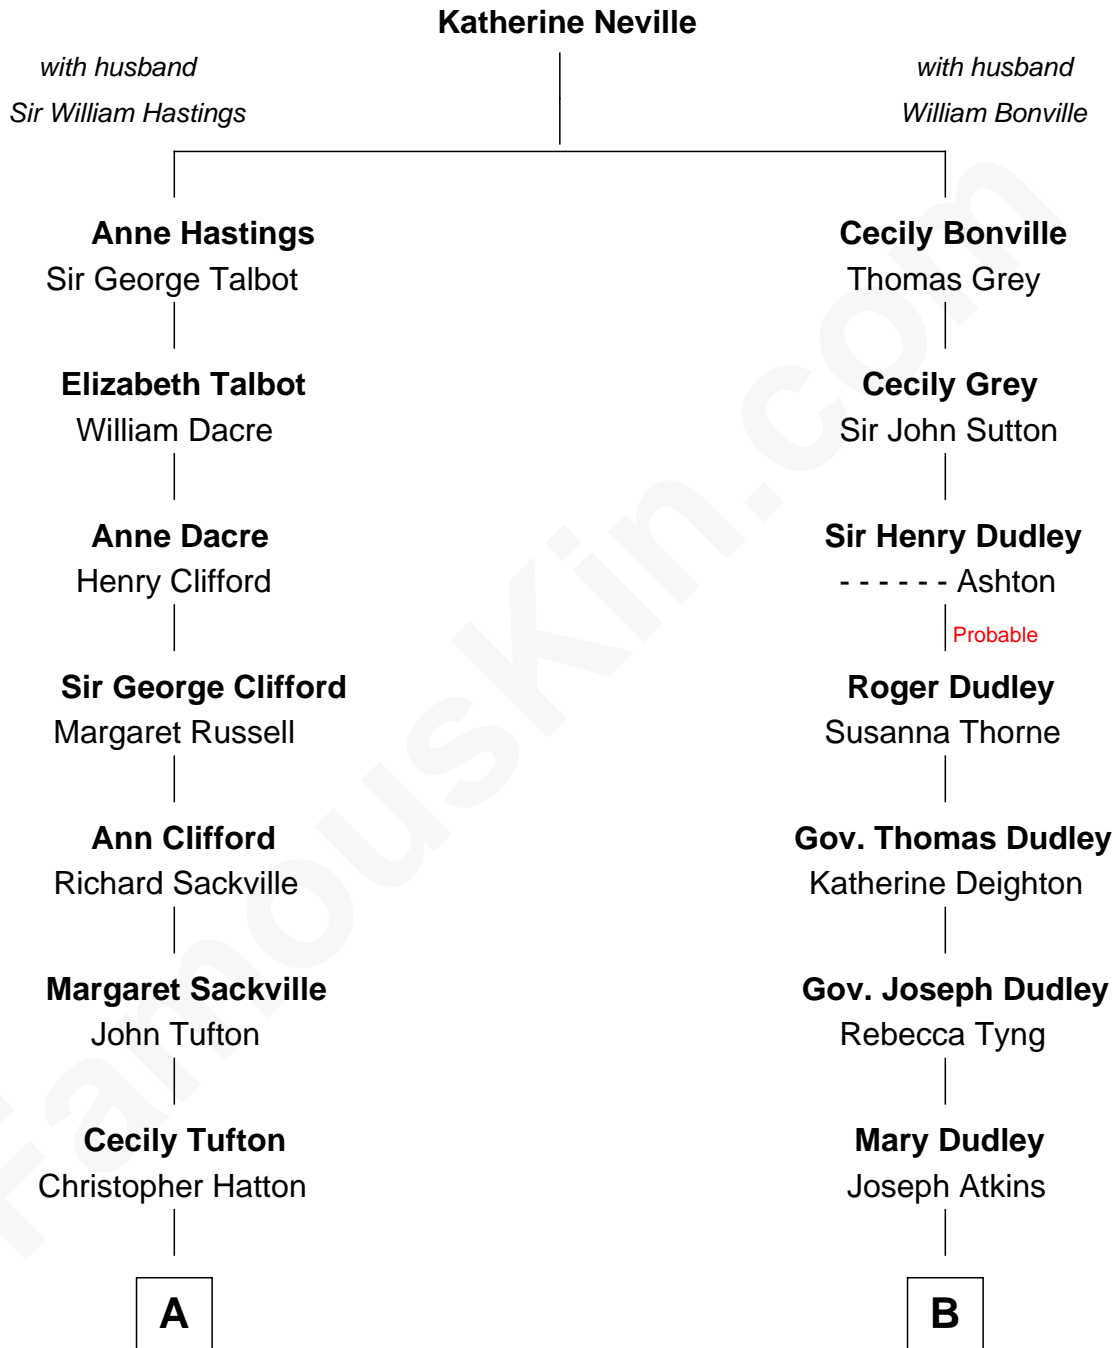 Katherine Neville
with husband
Sir William Hastings
with husband
William Bonville
Anne Hastings
Sir George Talbot
Elizabeth Talbot
William Dacre
Anne Dacre
Henry Clifford
Sir George Clifford
Margaret Russell
Ann Clifford
Richard Sackville
Margaret Sackville
John Tufton
Cecily Tufton
Christopher Hatton
A
Cecily Bonville
Thomas Grey
Cecily Grey
Sir John Sutton
Sir Henry Dudley
- - - - - - Ashton
Probable
Roger Dudley
Susanna Thorne
Gov. Thomas Dudley
Katherine Deighton
Gov. Joseph Dudley
Rebecca Tyng
Mary Dudley
Joseph Atkins
B
FamousKin.com